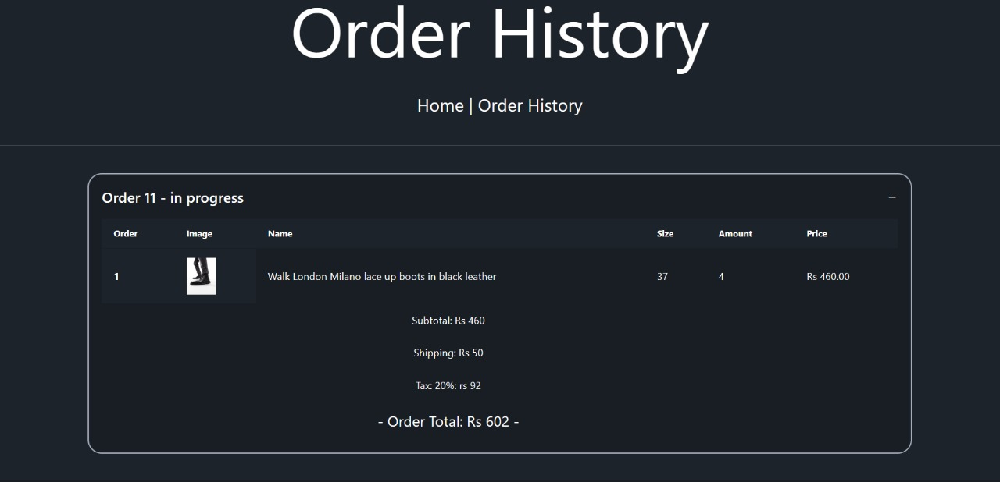 Order History
Home | Order History
Order 11 - in progress
Order Image Name Size Amount Price
1 Walk London Milano lace up boots in black leather 37 4 Rs 460.00
Subtotal: Rs 460
Shipping: Rs 50
Tax: 20%: rs 92
- Order Total: Rs 602 -